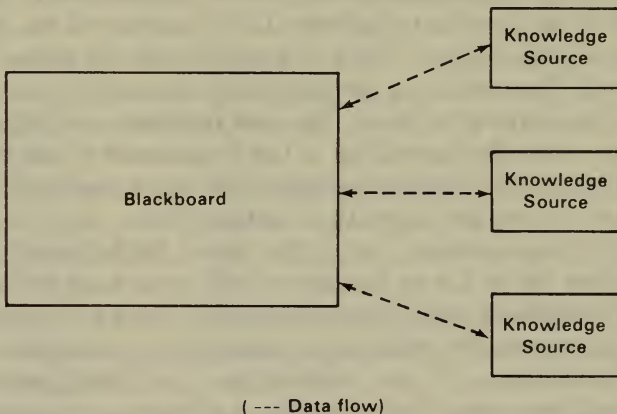 Knowledge
Source
Blackboard
Knowledge
Source
Knowledge
Source
( --- Data flow)